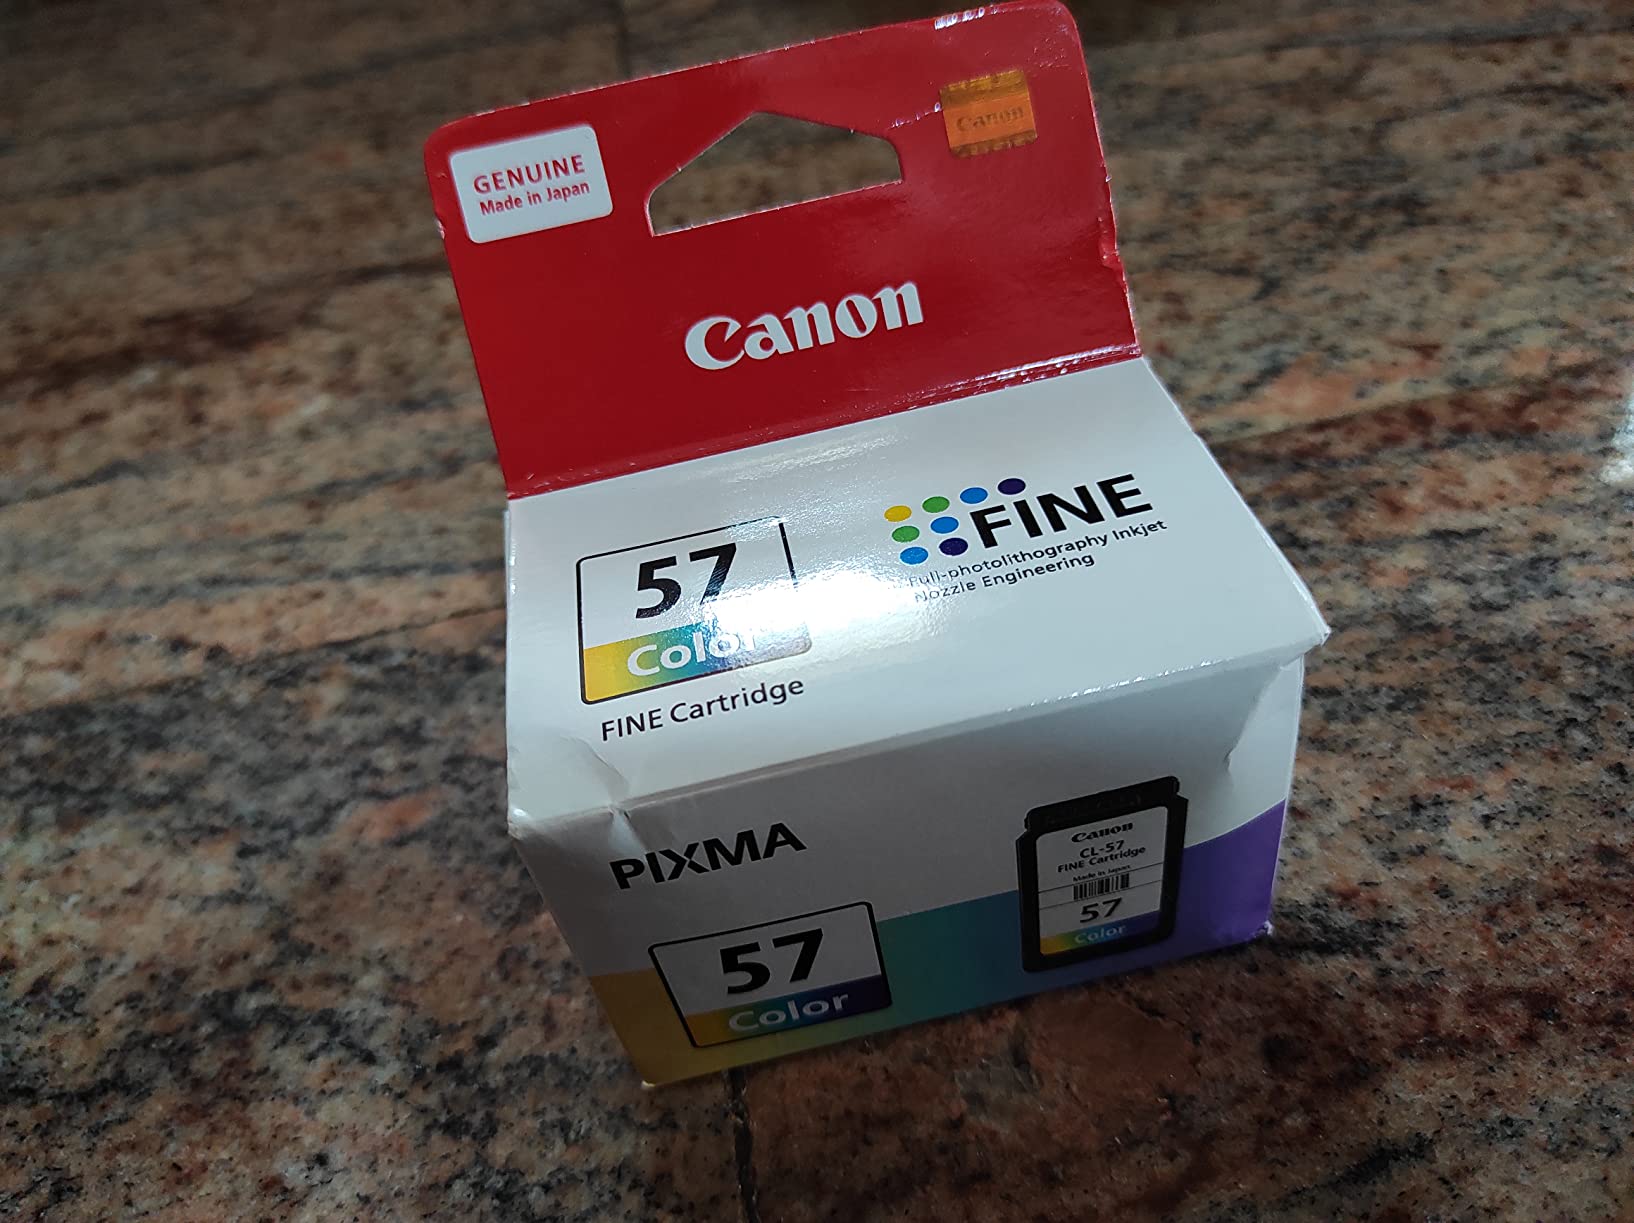 GENUINE
Made in Japan
Canon
Canon
57
Color
FINE Cartridge
FINE
Full-photolithography Inkjet
Nozzle Engineering
PIXMA
57
Color
Canon
CL-57
FINE Cartridge
Made in Japan
57
Color